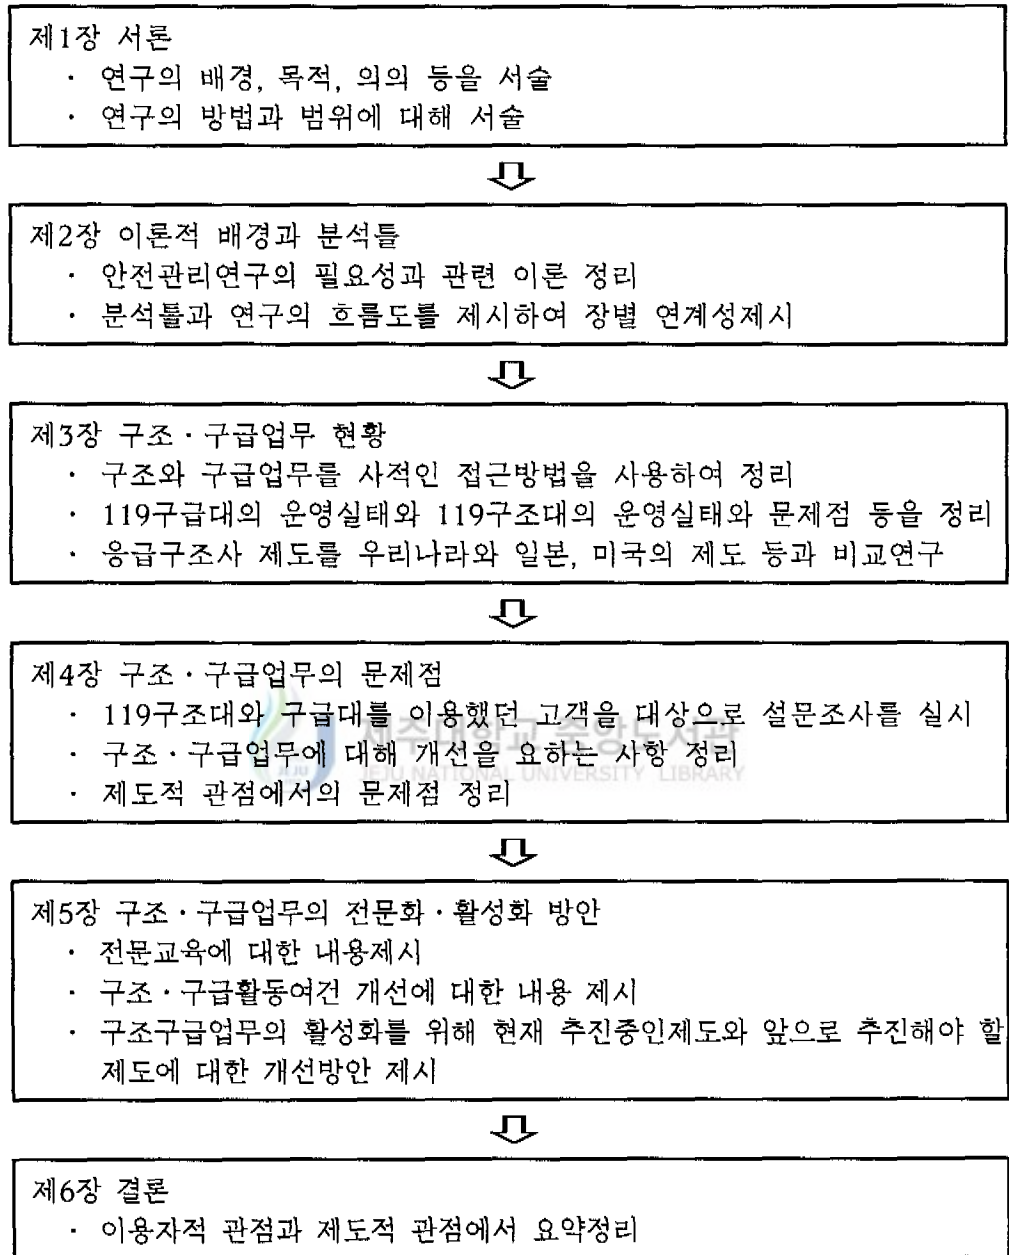 제1장 서론
· 연구의 배경, 목적, 의의 등을 서술
· 연구의 방법과 범위에 대해 서술
제2장 이론적 배경과 분석틀
· 안전관리연구의 필요성과 관련 이론 정리
· 분석틀과 연구의 흐름도를 제시하여 장별 연계성제시
제3장 구조·구급업무 현황
· 구조와 구급업무를 사적인 접근방법을 사용하여 정리
· 119구급대의 운영실태와 119구조대의 운영실태와 문제점 등을 정리
· 응급구조사 제도를 우리나라와 일본, 미국의 제도 등과 비교연구
제4장 구조·구급업무의 문제점
· 119구조대와 구급대를 이용했던 고객을 대상으로 설문조사를 실시
제주대학교 중앙도서관
· 구조·구급업무에 대해 개선을 요하는 사항 정리
JEJU NATIONAL UNIVERSITY LIBRARY
· 제도적 관점에서의 문제점 정리
제5장 구조·구급업무의 전문화·활성화 방안
· 전문교육에 대한 내용제시
· 구조·구급활동여건 개선에 대한 내용 제시
· 구조구급업무의 활성화를 위해 현재 추진중인제도와 앞으로 추진해야 할
제도에 대한 개선방안 제시
제6장 결론
· 이용자적 관점과 제도적 관점에서 요약정리